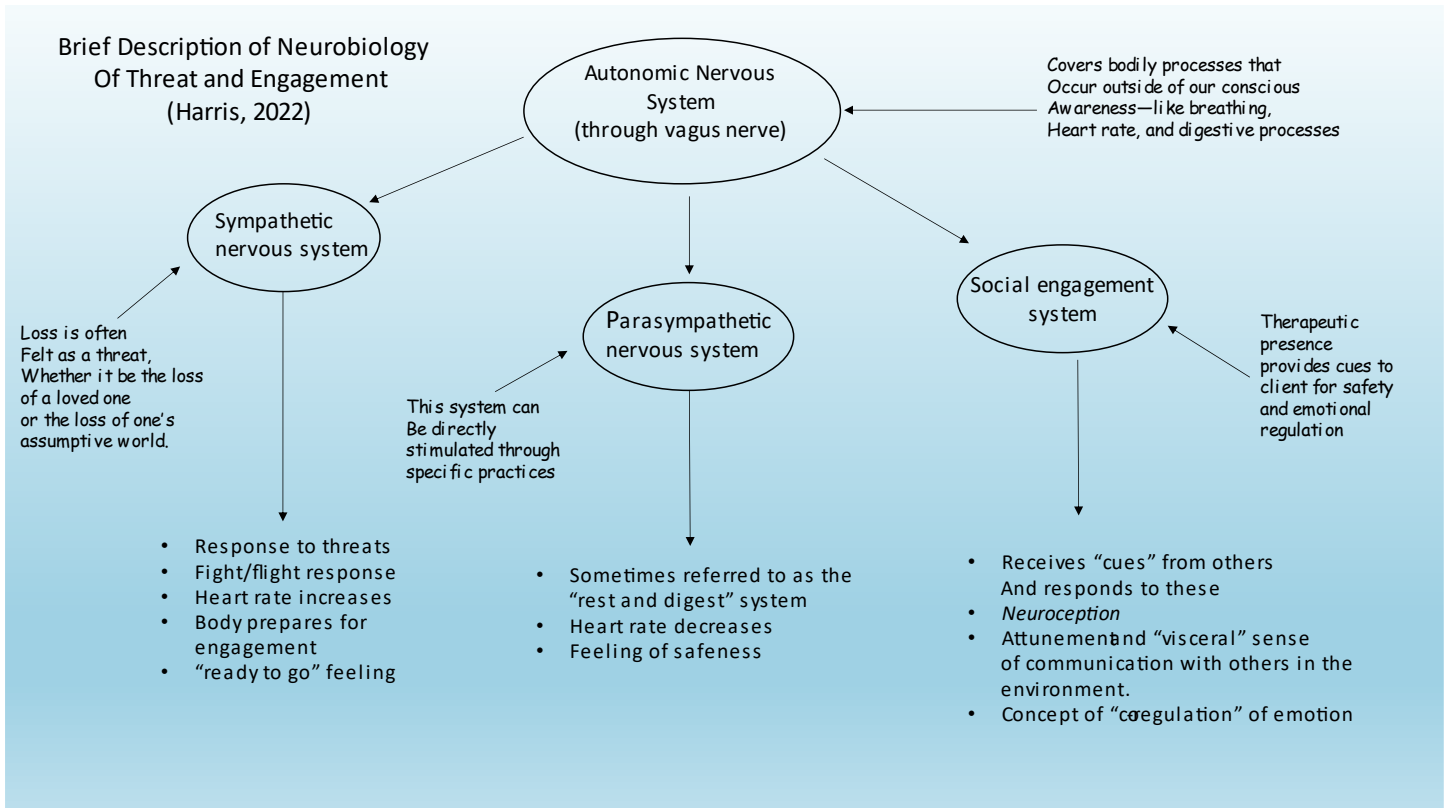 Brief Description of Neurobiology
Of Threat and Engagement
(Harris, 2022)
Autonomic Nervous
System
(through vagus nerve)
Covers bodily processes that
Occur outside of our conscious
Awareness—like breathing,
Heart rate, and digestive processes
Sympathetic
nervous system
Loss is often
Felt as a threat,
Whether it be the loss
of a loved one
or the loss of one's
assumptive world.
Parasympathetic
nervous system
This system can
Be directly
stimulated through
specific practices
Social engagement
system
Therapeutic
presence
provides cues to
client for safety
and emotional
regulation
• Response to threats
• Fight/flight response
• Heart rate increases
• Body prepares for
engagement
• “ready to go” feeling
• Sometimes referred to as the
“rest and digest” system
• Heart rate decreases
• Feeling of safeness
• Receives “cues” from others
And responds to these
• Neuroception
• Attunement and “visceral” sense
of communication with others in the
environment.
• Concept of “co-regulation” of emotion